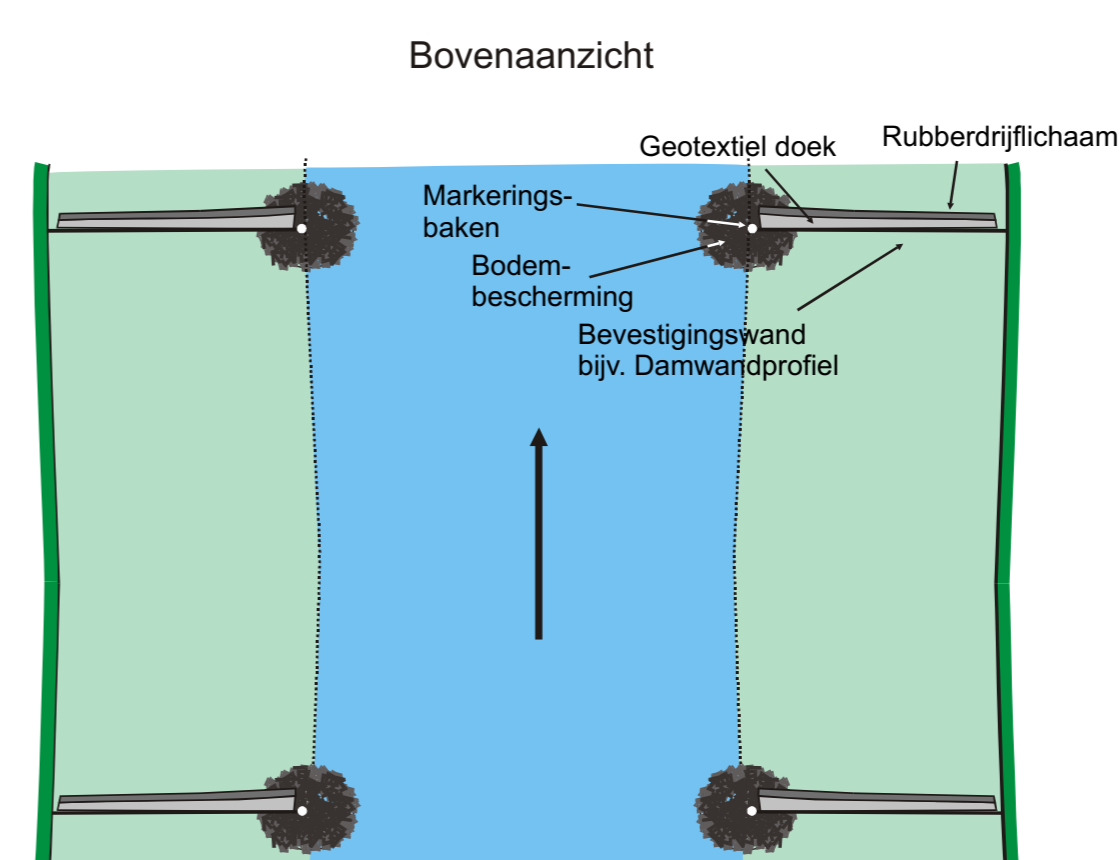 Bovenaanzicht
Geotextiel doek
Rubberdrijflichaam
Markerings-
baken
Bodem-
bescherming
Bevestigingswand
bijv. Damwandprofiel